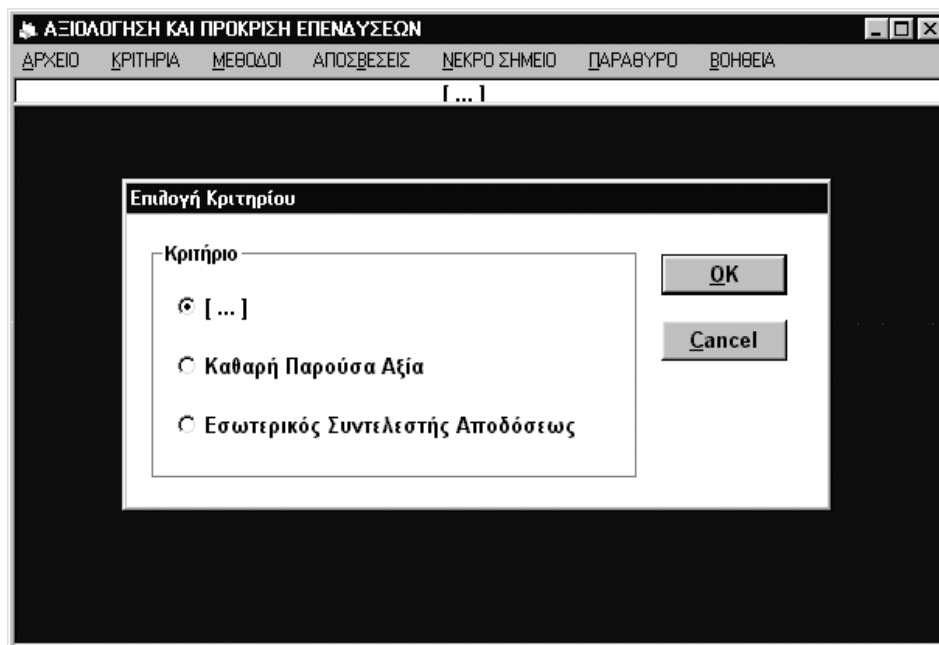 ΑΞΙΟΛΟΓΗΣΗ ΚΑΙ ΠΡΟΚΡΙΣΗ ΕΠΕΝΔΥΣΕΩΝ
ΑΡΧΕΙΟ ΚΡΙΤΗΡΙΑ ΜΕΘΟΔΟΙ ΑΠΟΣΒΕΣΕΙΣ ΝΕΚΡΟ ΣΗΜΕΙΟ ΠΑΡΑΘΥΡΟ ΒΟΗΘΕΙΑ
[ ... ]
Επιλογή Κριτηρίου
Κριτήριο
[ ... ]
Καθαρή Παρούσα Αξία
Εσωτερικός Συντελεστής Αποδόσεως
OK
Cancel